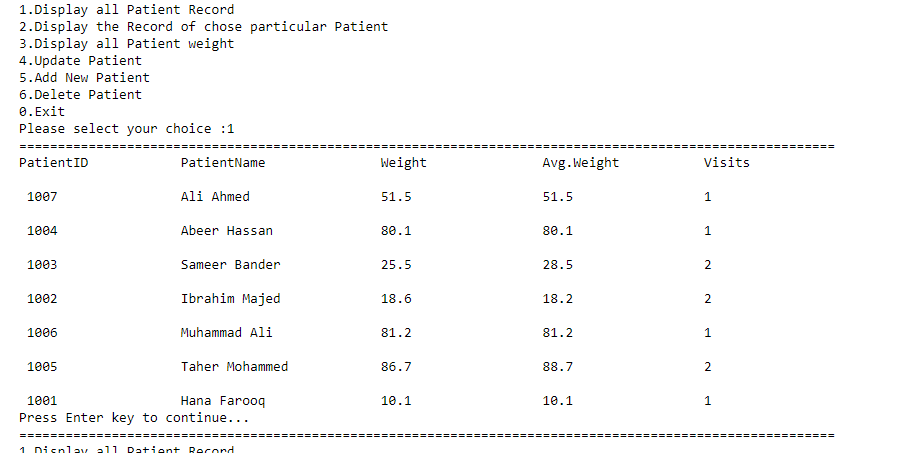 1.Display all Patient Record
2.Display the Record of chose particular Patient
3.Display all Patient weight
4.Update Patient
5.Add New Patient
6.Delete Patient
0.Exit
Please select your choice :1
==========================================================================================================
PatientID PatientName Weight Avg.Weight Visits
1007 Ali Ahmed 51.5 51.5 1
1004 Abeer Hassan 80.1 80.1 1
1003 Sameer Bander 25.5 28.5 2
1002 Ibrahim Majed 18.6 18.2 2
1006 Muhammad Ali 81.2 81.2 1
1005 Taher Mohammed 86.7 88.7 2
1001 Hana Farooq 10.1 10.1 1
Press Enter key to continue...
==========================================================================================================
1.Display all Patient Record